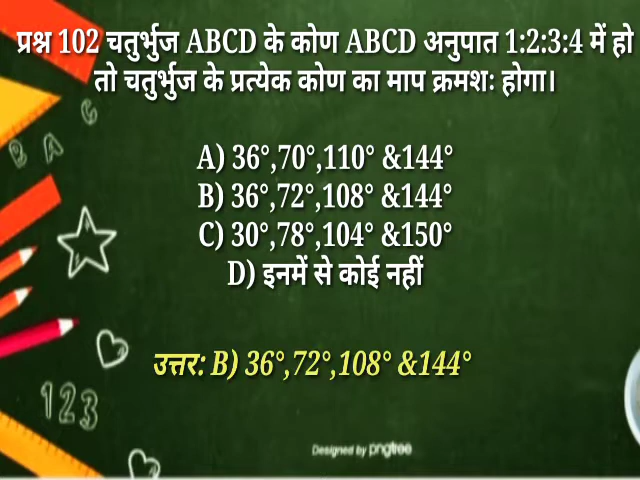 प्रश्न 102 चतुर्भुज ABCD के कोण ABCD अनुपात 1:2:3:4 में हो
तो चतुर्भुज के प्रत्येक कोण का माप क्रमशः होगा।
A) 36°,70°,110° &144°
B) 36°,72°,108° &144°
C) 30°,78°,104° &150°
D) इनमें से कोई नहीं
उत्तर: B) 36°,72°,108° &144°
B A C
123
Designed by pngtree